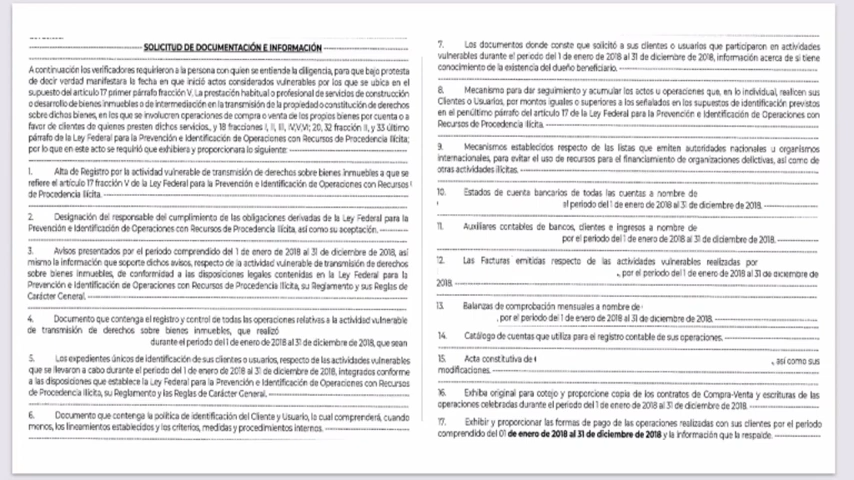 SOLICITUD DE DOCUMENTACIÓN E INFORMACIÓN
A continuación los verificadores requirieron a la persona con quien se entiende la diligencia, para que bajo protesta
de decir verdad manifestara la fecha en que inició actos considerados vulnerables por los que se ubica en el
supuesto del artículo 17 primer párrafo fracción V. La prestación habitual o profesional de servicios de construcción
o desarrollo de bienes inmuebles o de intermediación en la transmisión de la propiedad o constitución de derechos
sobre dichos bienes, en los que se involucren operaciones de compra o venta de los propios bienes por cuenta o a
favor de clientes de quienes presten dichos servicios, y 18 fracciones I, II, III, IV, V, VI; 20, 32 fracción II, y 33 último
párrafo de la Ley Federal para la Prevención e Identificación de Operaciones con Recursos de Procedencia Ilícita;
por lo que en este acto se requirió que exhibiera y proporcionara lo siguiente:
1. Alta de Registro por la actividad vulnerable de transmisión de derechos sobre bienes inmuebles a que se
refiere el artículo 17 fracción V de la Ley Federal para la Prevención e Identificación de Operaciones con Recursos
de Procedencia Ilícita.
2. Designación del responsable del cumplimiento de las obligaciones derivadas de la Ley Federal para la
Prevención e Identificación de Operaciones con Recursos de Procedencia Ilícita, así como su aceptación.
3. Avisos presentados por el periodo comprendido del 1 de enero de 2018 al 31 de diciembre de 2018, así
mismo la información que soporte dichos avisos, respecto de la actividad vulnerable de transmisión de derechos
sobre bienes inmuebles, de conformidad a las disposiciones legales contenidas en la Ley Federal para la
Prevención e Identificación de Operaciones con Recursos de Procedencia Ilícita, su Reglamento y sus Reglas de
Carácter General.
4. Documento que contenga el registro y control de todas las operaciones relativas a la actividad vulnerable
de transmisión de derechos sobre bienes inmuebles, que realizó
durante el periodo del 1 de enero de 2018 al 31 de diciembre de 2018, que sean
5. Los expedientes únicos de identificación de sus clientes o usuarios, respecto de las actividades vulnerables
que se llevaron a cabo durante el periodo del 1 de enero de 2018 al 31 de diciembre de 2018, integrados conforme
a las disposiciones que establece la Ley Federal para la Prevención e Identificación de Operaciones con Recursos
de Procedencia Ilícita, su Reglamento y las Reglas de Carácter General.
6. Documento que contenga la política de identificación del Cliente y Usuario, la cual comprenderá, cuando
menos, los lineamientos establecidos y los criterios, medidas y procedimientos internos.
7. Los documentos donde conste que solicitó a sus clientes o usuarios que participaron en actividades
vulnerables durante el periodo del 1 de enero de 2018 al 31 de diciembre de 2018, información acerca de si tiene
conocimiento de la existencia del dueño beneficiario.
8. Mecanismo para dar seguimiento y acumular los actos u operaciones que, en lo individual, realicen sus
Clientes o Usuarios, por montos iguales o superiores a los señalados en los supuestos de identificación previstos
en el penúltimo párrafo del artículo 17 de la Ley Federal para la Prevención e Identificación de Operaciones con
Recursos de Procedencia Ilícita.
9. Mecanismos establecidos respecto de las listas que emiten autoridades nacionales u organismos
internacionales, para evitar el uso de recursos para el financiamiento de organizaciones delictivas, así como de
otras actividades ilícitas.
10. Estados de cuenta bancarios de todas las cuentas a nombre de
el periodo del 1 de enero de 2018 al 31 de diciembre de 2018.
11. Auxiliares contables de bancos, clientes e ingresos a nombre de
por el periodo del 1 de enero de 2018 al 31 de diciembre de 2018.
12. Las Facturas emitidas respecto de las actividades vulnerables realizadas por
, por el periodo del 1 de enero de 2018 al 31 de diciembre de
2018.
13. Balanzas de comprobación mensuales a nombre de
, por el periodo del 1 de enero de 2018 al 31 de diciembre de 2018.
14. Catálogo de cuentas que utiliza para el registro contable de sus operaciones.
15. Acta constitutiva de
, así como sus
modificaciones.
16. Exhiba original para cotejo y proporcione copia de los contratos de Compra-Venta y escrituras de las
operaciones celebradas durante el periodo del 1 de enero de 2018 al 31 de diciembre de 2018.
17. Exhibir y proporcionar las formas de pago de las operaciones realizadas con sus clientes por el periodo
comprendido del 01 de enero de 2018 al 31 de diciembre de 2018 y la información que la respalde.